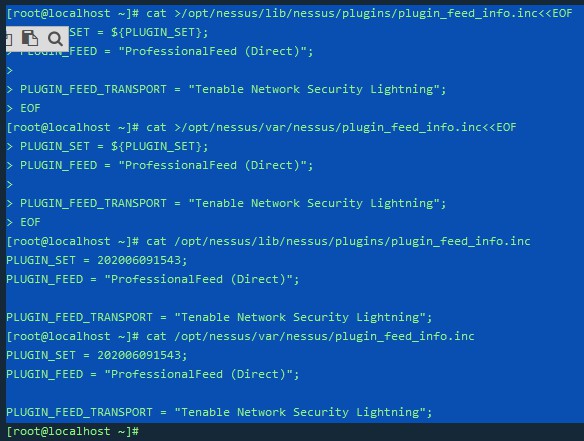 [root@localhost ~]# cat >/opt/nessus/lib/nessus/plugins/plugin_feed_info.inc<<EOF
SET = ${PLUGIN_SET};
> PLUGIN_FEED = "ProfessionalFeed (Direct)";
>
> PLUGIN_FEED_TRANSPORT = "Tenable Network Security Lightning";
> EOF
[root@localhost ~]# cat >/opt/nessus/var/nessus/plugin_feed_info.inc<<EOF
> PLUGIN_SET = ${PLUGIN_SET};
> PLUGIN_FEED = "ProfessionalFeed (Direct)";
>
> PLUGIN_FEED_TRANSPORT = "Tenable Network Security Lightning";
> EOF
[root@localhost ~]# cat /opt/nessus/lib/nessus/plugins/plugin_feed_info.inc
PLUGIN_SET = 202006091543;
PLUGIN_FEED = "ProfessionalFeed (Direct)";

PLUGIN_FEED_TRANSPORT = "Tenable Network Security Lightning";
[root@localhost ~]# cat /opt/nessus/var/nessus/plugin_feed_info.inc
PLUGIN_SET = 202006091543;
PLUGIN_FEED = "ProfessionalFeed (Direct)";

PLUGIN_FEED_TRANSPORT = "Tenable Network Security Lightning";
[root@localhost ~]#